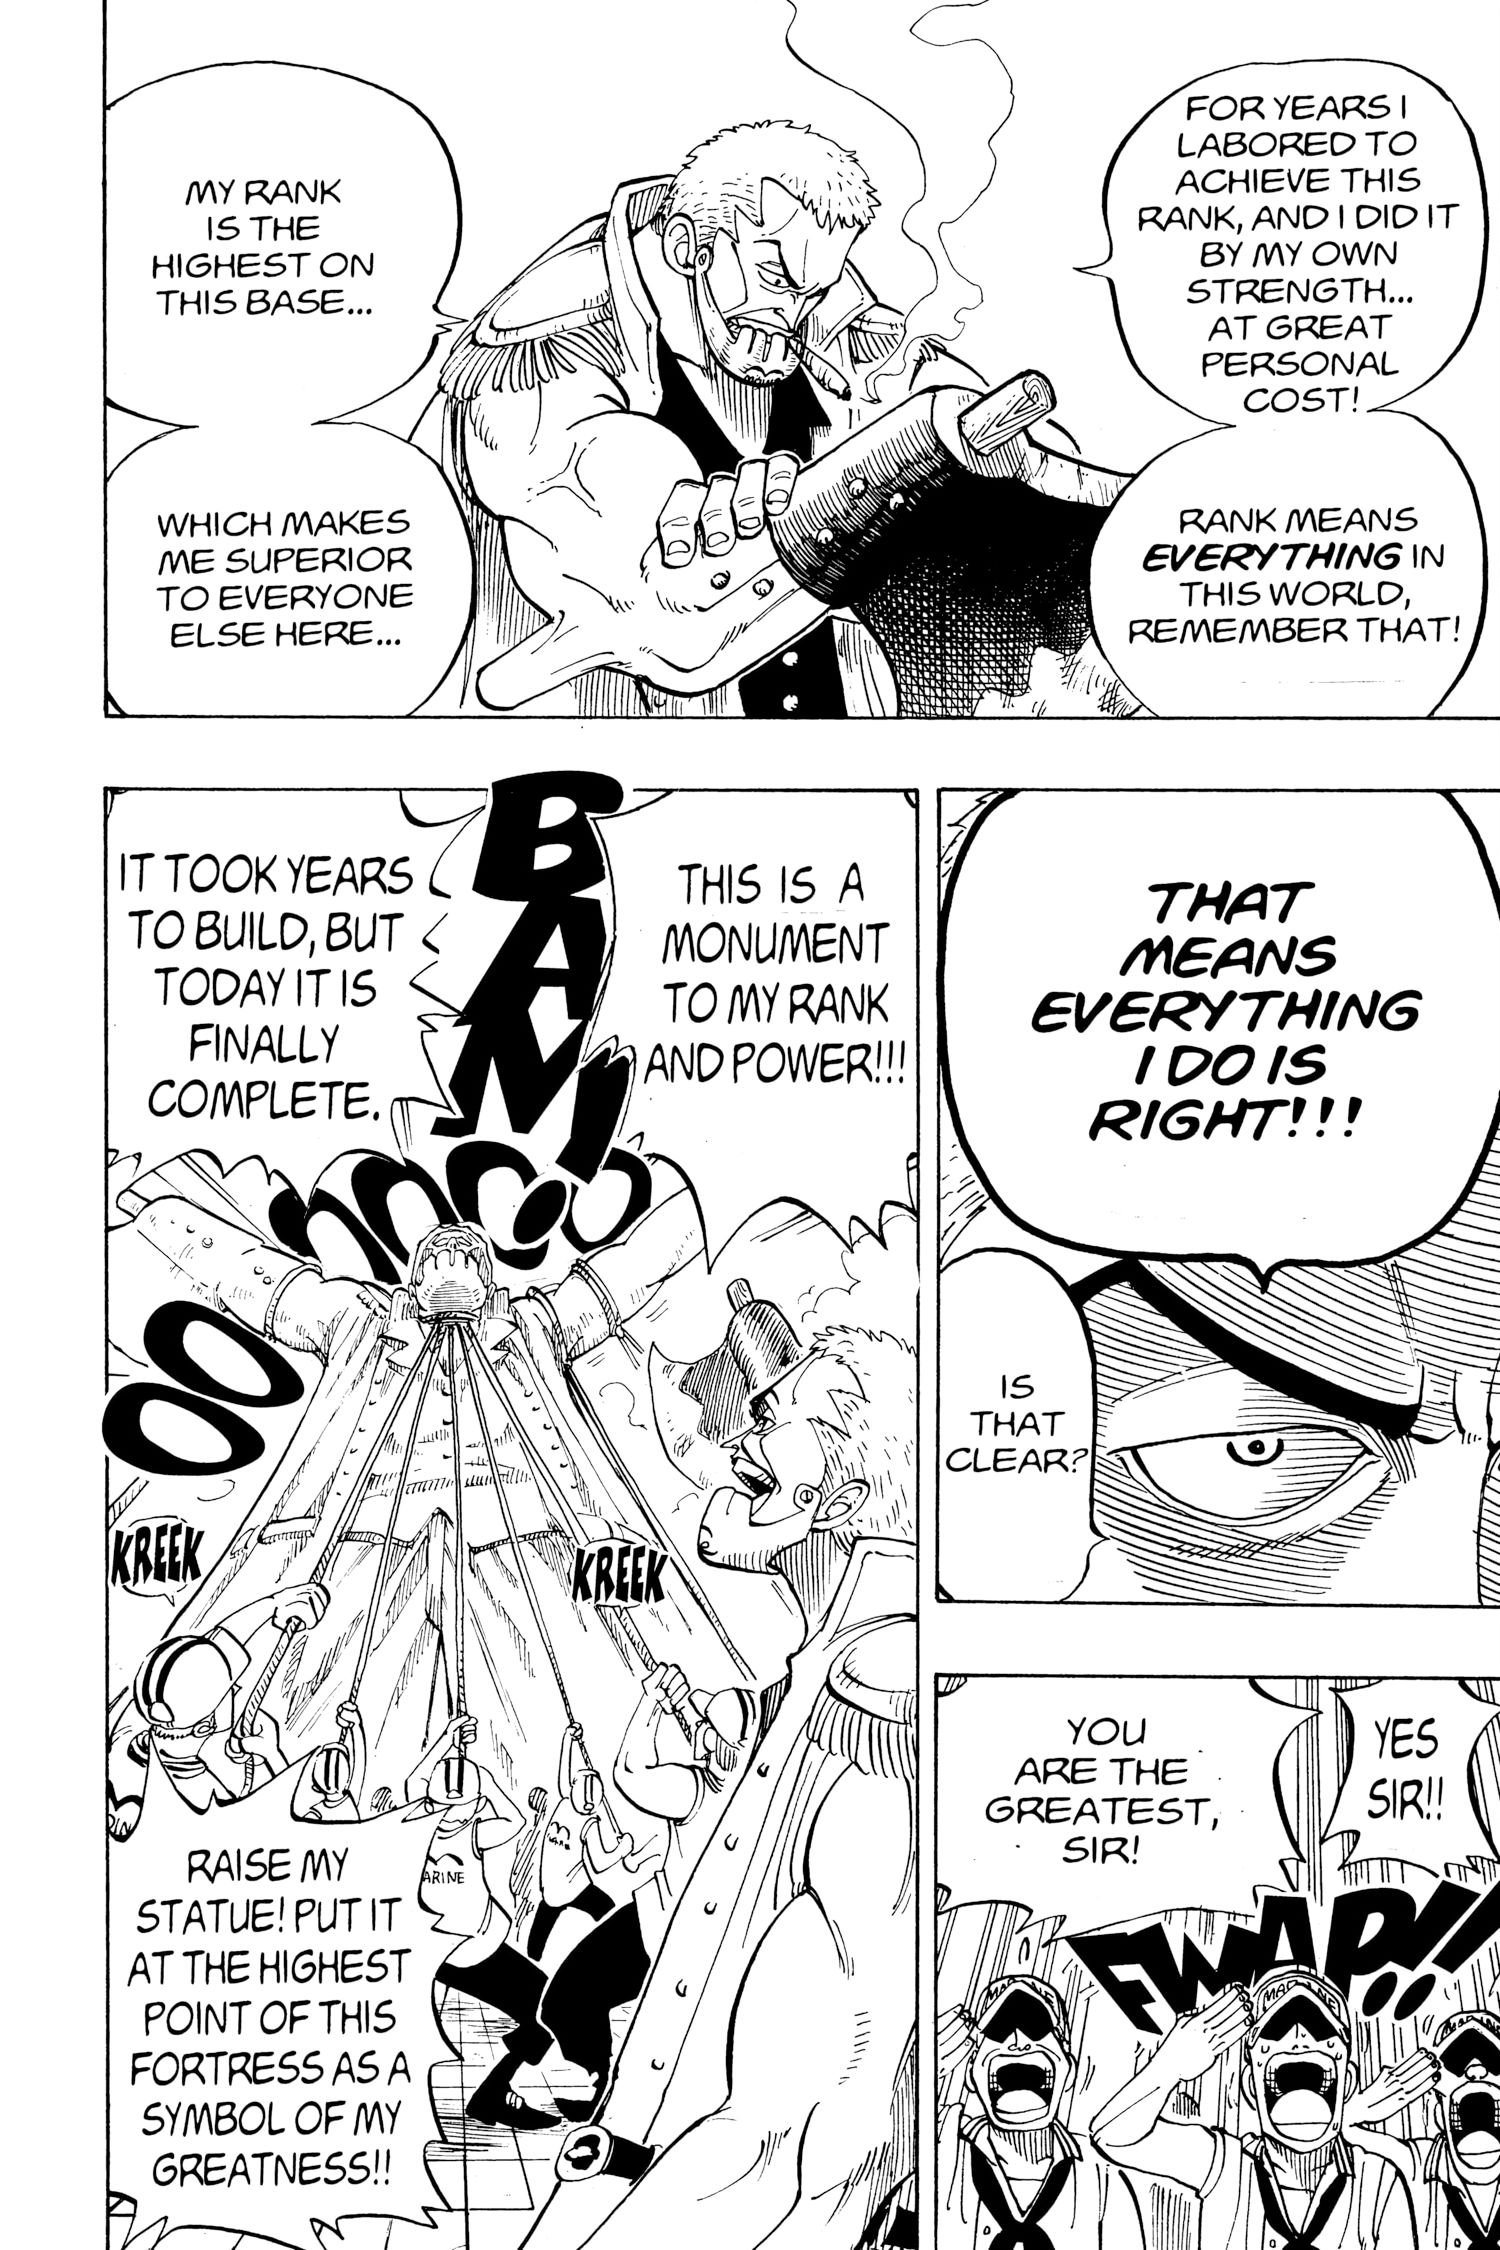 FOR YEARS I
LABORED TO
ACHIEVE THIS
RANK, AND I DID IT
BY MY OWN
STRENGTH...
AT GREAT
PERSONAL
COST!
RANK MEANS
EVERYTHING IN
THIS WORLD,
REMEMBER THAT!
MY RANK
IS THE
HIGHEST ON
THIS BASE...
WHICH MAKES
ME SUPERIOR
TO EVERYONE
ELSE HERE...
THAT
MEANS
EVERYTHING
I DO IS
RIGHT!!!
IS
THAT
CLEAR?
YES
SIR!!
YOU
ARE THE
GREATEST,
SIR!
FWAP!!
MARINE
MARINE
THIS IS A
MONUMENT
TO MY RANK
AND POWER!!!
BAM
OOOOOOO
IT TOOK YEARS
TO BUILD, BUT
TODAY IT IS
FINALLY
COMPLETE.
KREEK
KREEK
ARINE
RAISE MY
STATUE! PUT IT
AT THE HIGHEST
POINT OF THIS
FORTRESS AS A
SYMBOL OF MY
GREATNESS!!